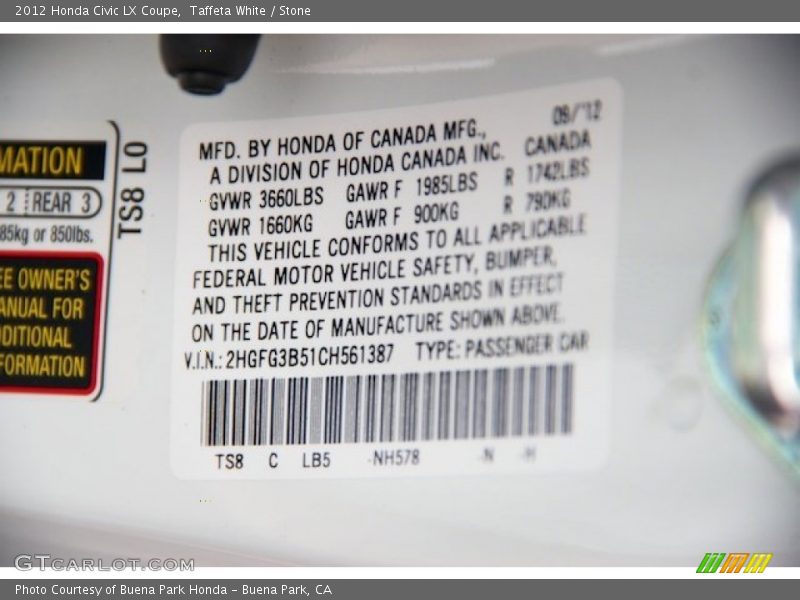 2012 Honda Civic LX Coupe, Taffeta White / Stone
MATION
2 REAR 3
85kg or 850lbs.
EE OWNER'S
ANUAL FOR
DDITIONAL
FORMATION
TS8 LO
09/'12
MFD. BY HONDA OF CANADA MFG.,
A DIVISION OF HONDA CANADA INC. CANADA
GVWR 3660LBS GAWR F 1985LBS R 1742LBS
GVWR 1660KG GAWR F 900KG R 790KG
THIS VEHICLE CONFORMS TO ALL APPLICABLE
FEDERAL MOTOR VEHICLE SAFETY, BUMPER,
AND THEFT PREVENTION STANDARDS IN EFFECT
ON THE DATE OF MANUFACTURE SHOWN ABOVE.
V.I.N.: 2HGFG3B51CH561387 TYPE: PASSENGER CAR
TS8 C LB5 -NH578 -N -H
GTCARLOT.COM
Photo Courtesy of Buena Park Honda – Buena Park, CA